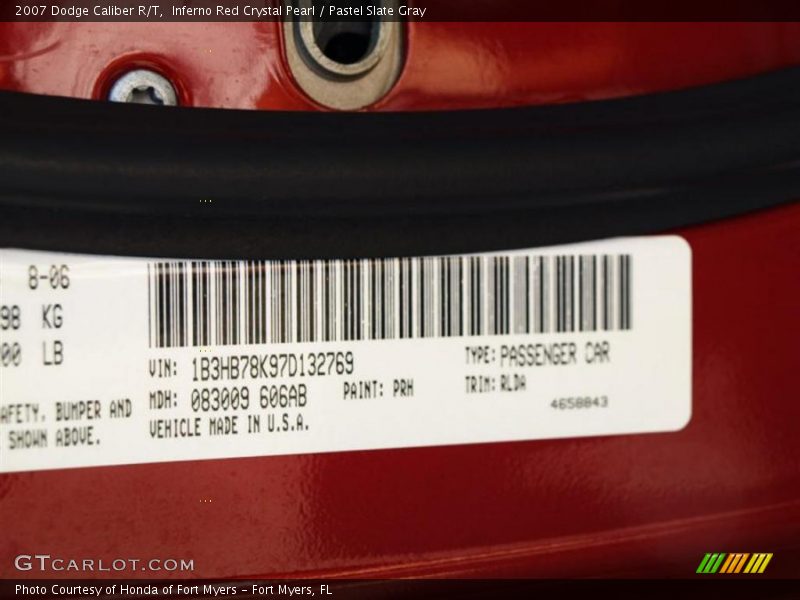 2007 Dodge Caliber R/T, Inferno Red Crystal Pearl / Pastel Slate Gray
8-06
98 KG
00 LB
VIN: 1B3HB78K97D132769 TYPE: PASSENGER CAR
MDH: 083009 606AB PAINT: PRH TRIM: RLDA
AFETY, BUMPER AND
SHOWN ABOVE. VEHICLE MADE IN U.S.A. 4658843
GTCARLOT.COM
Photo Courtesy of Honda of Fort Myers - Fort Myers, FL